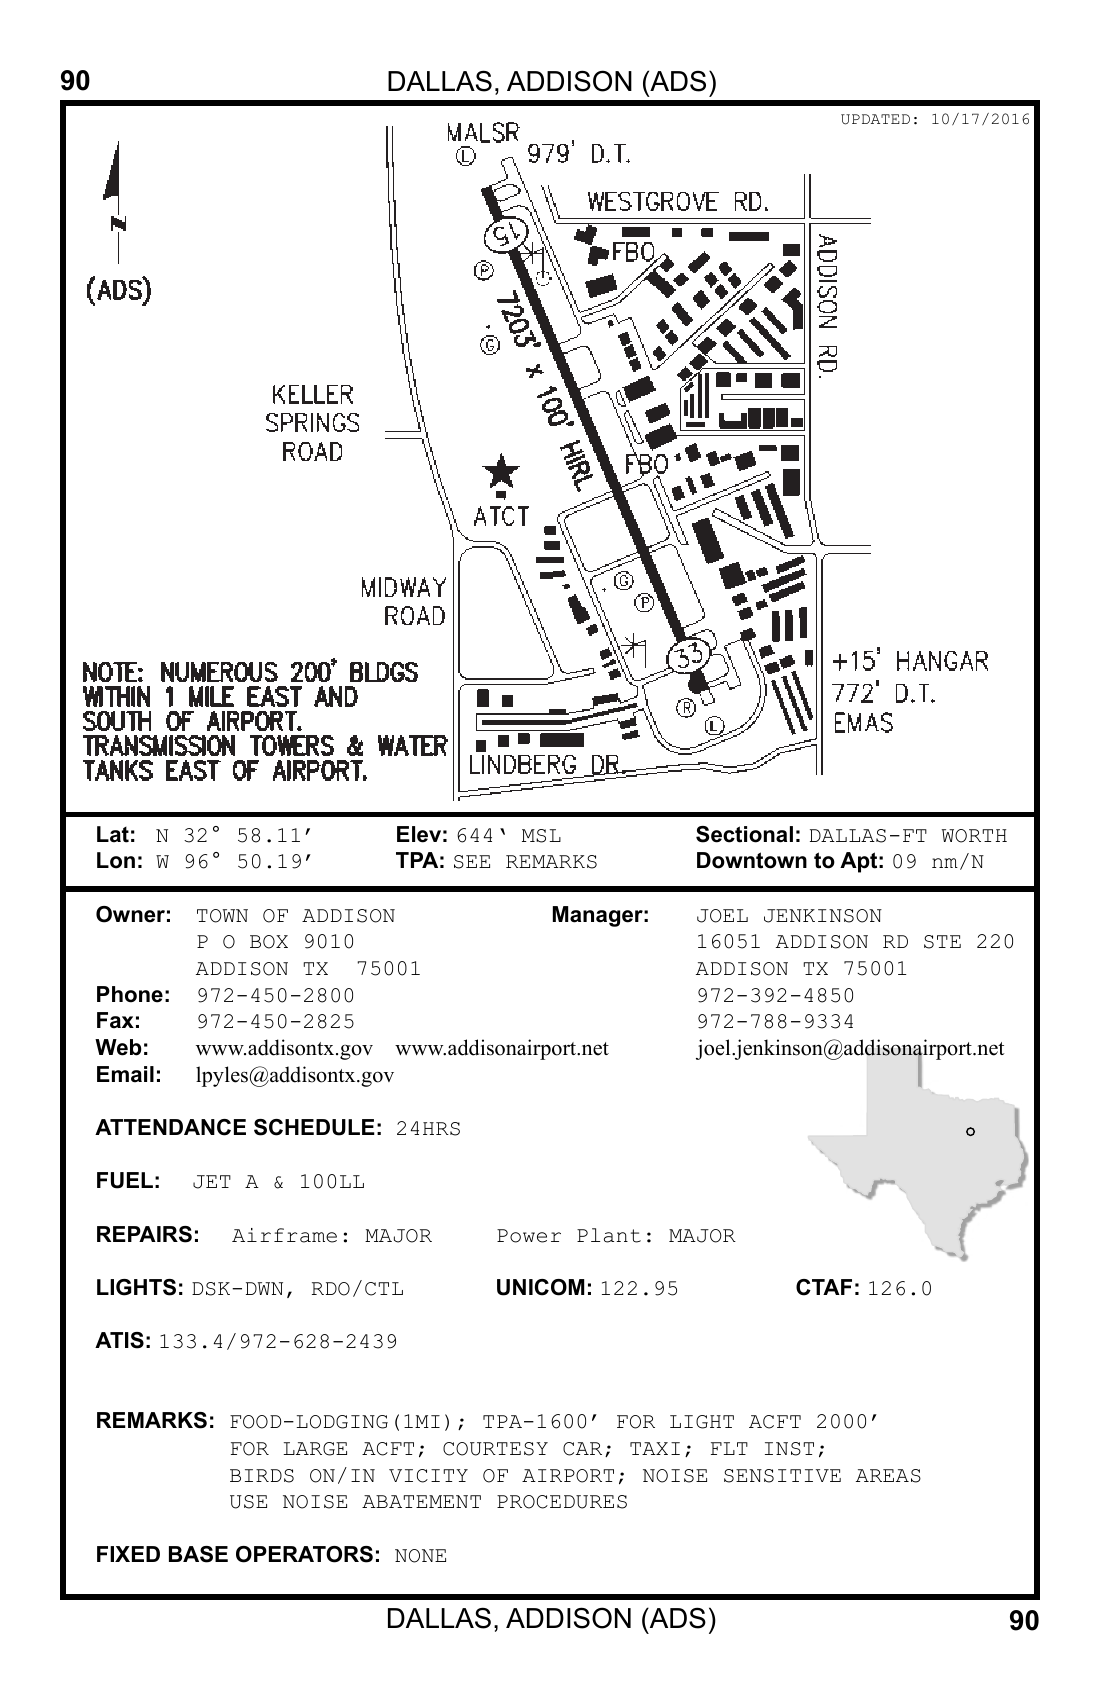 90
DALLAS, ADDISON (ADS)
UPDATED: 10/17/2016
MALSR
L
979' D.T.
WESTGROVE RD.
N
(ADS)
15
FBO
P
G
ADDISON RD.
7203' x 100' HIRL
KELLER
SPRINGS
ROAD
FBO
ATCT
MIDWAY
ROAD
G
P
33
R
L
+15' HANGAR
772' D.T.
EMAS
NOTE: NUMEROUS 200' BLDGS
WITHIN 1 MILE EAST AND
SOUTH OF AIRPORT.
TRANSMISSION TOWERS & WATER
TANKS EAST OF AIRPORT.
LINDBERG DR.
Lat: N 32° 58.11′ Elev: 644‘ MSL Sectional: DALLAS-FT WORTH
Lon: W 96° 50.19′ TPA: SEE REMARKS Downtown to Apt: 09 nm/N
Owner: TOWN OF ADDISON Manager: JOEL JENKINSON
P O BOX 9010 16051 ADDISON RD STE 220
ADDISON TX 75001 ADDISON TX 75001
Phone: 972-450-2800 972-392-4850
Fax: 972-450-2825 972-788-9334
Web: www.addisontx.gov www.addisonairport.net joel.jenkinson@addisonairport.net
Email: lpyles@addisontx.gov
ATTENDANCE SCHEDULE: 24HRS
FUEL: JET A & 100LL
REPAIRS: Airframe: MAJOR Power Plant: MAJOR
LIGHTS: DSK-DWN, RDO/CTL UNICOM: 122.95 CTAF: 126.0
ATIS: 133.4/972-628-2439
REMARKS: FOOD-LODGING(1MI); TPA-1600′ FOR LIGHT ACFT 2000′
FOR LARGE ACFT; COURTESY CAR; TAXI; FLT INST;
BIRDS ON/IN VICITY OF AIRPORT; NOISE SENSITIVE AREAS
USE NOISE ABATEMENT PROCEDURES
FIXED BASE OPERATORS: NONE
DALLAS, ADDISON (ADS)
90